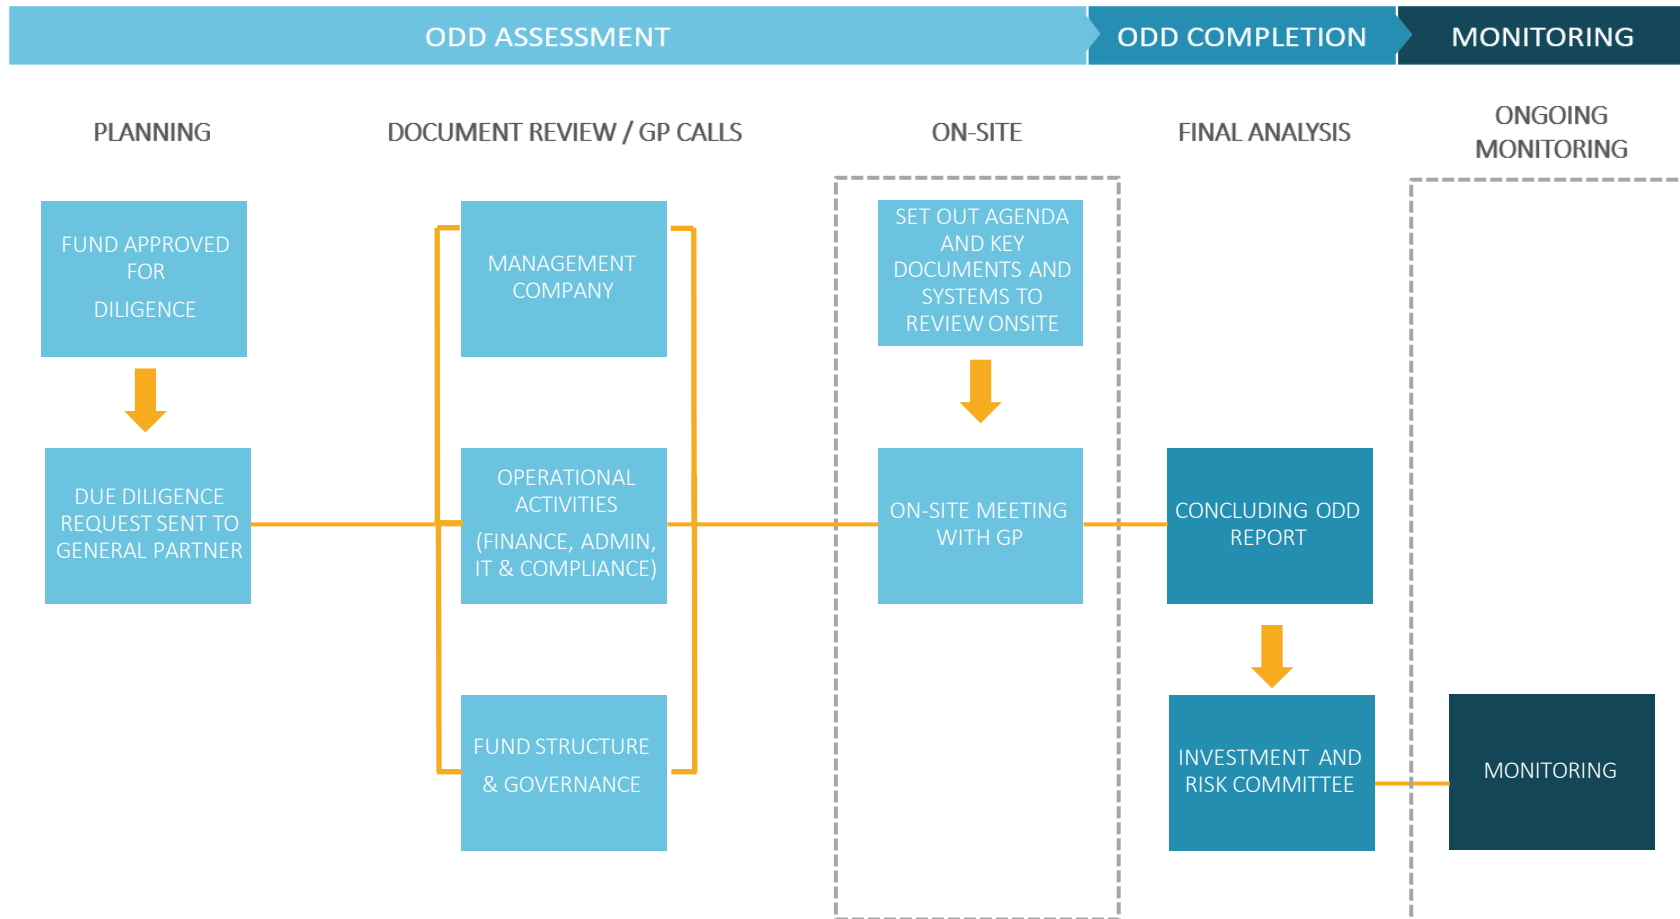 ODD ASSESSMENT
ODD COMPLETION
MONITORING
PLANNING
DOCUMENT REVIEW / GP CALLS
ON-SITE
FINAL ANALYSIS
ONGOING
MONITORING
FUND APPROVED
FOR
DILIGENCE
DUE DILIGENCE
REQUEST SENT TO
GENERAL PARTNER
MANAGEMENT
COMPANY
OPERATIONAL
ACTIVITIES
(FINANCE, ADMIN,
IT & COMPLIANCE)
FUND STRUCTURE
& GOVERNANCE
SET OUT AGENDA
AND KEY
DOCUMENTS AND
SYSTEMS TO
REVIEW ONSITE
ON-SITE MEETING
WITH GP
CONCLUDING ODD
REPORT
INVESTMENT AND
RISK COMMITTEE
MONITORING